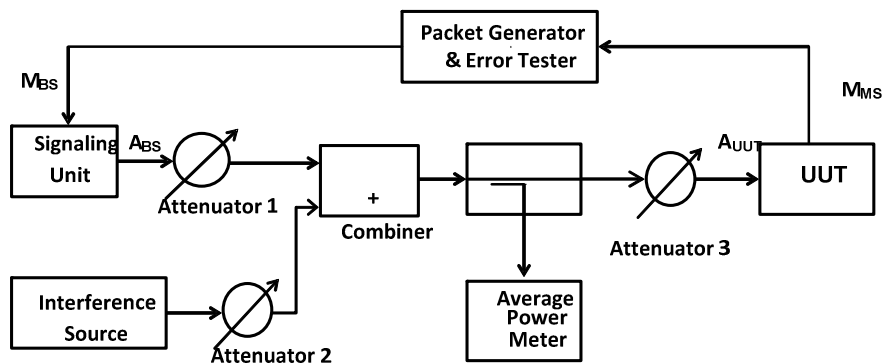 Packet Generator
& Error Tester
MBS
MMS
Signaling
Unit
ABS
Attenuator 1
+
Combiner
AUUT
UUT
Attenuator 3
Interference
Source
Attenuator 2
Average
Power
Meter